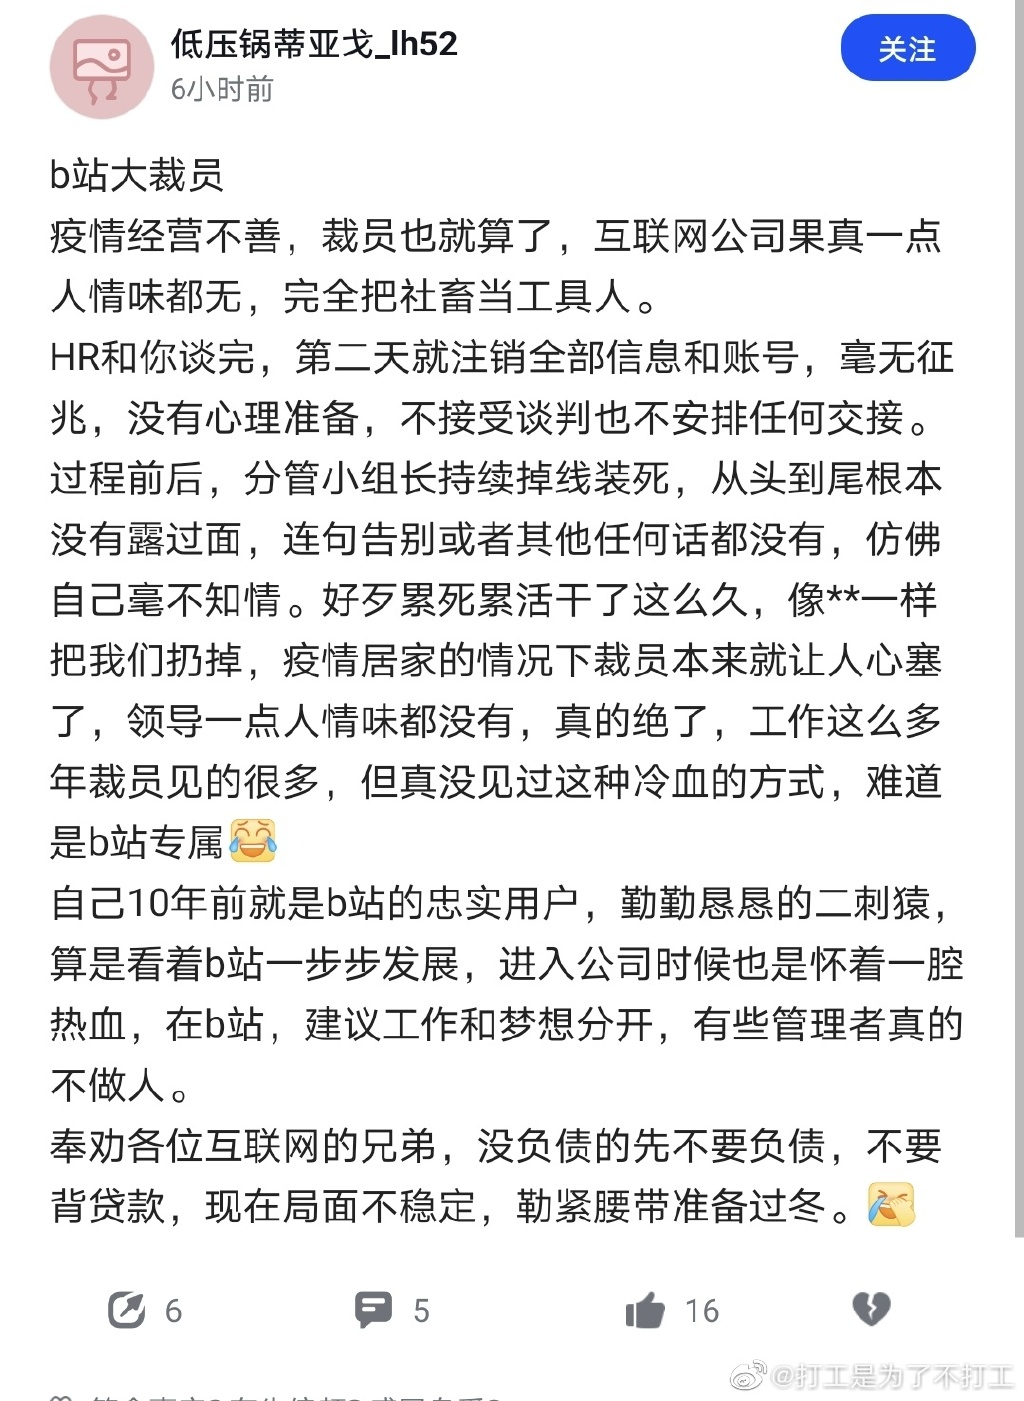 低压锅蒂亚戈_lh52
关注
6小时前
b站大裁员
疫情经营不善，裁员也就算了，互联网公司果真一点
人情味都无，完全把社畜当工具人。
HR和你谈完，第二天就注销全部信息和账号，毫无征
兆，没有心理准备，不接受谈判也不安排任何交接。
过程前后，分管小组长持续掉线装死，从头到尾根本
没有露过面，连句告别或者其他任何话都没有，仿佛
自己毫不知情。好歹累死累活干了这么久，像**一样
把我们扔掉，疫情居家的情况下裁员本来就让人心塞
了，领导一点人情味都没有，真的绝了，工作这么多
年裁员见的很多，但真没见过这种冷血的方式，难道
是b站专属😂
自己10年前就是b站的忠实用户，勤勤恳恳的二刺猿，
算是看着b站一步步发展，进入公司时候也是怀着一腔
热血，在b站，建议工作和梦想分开，有些管理者真的
不做人。
奉劝各位互联网的兄弟，没负债的先不要负债，不要
背贷款，现在局面不稳定，勒紧腰带准备过冬。
6
5
16
@打工是为了不打工